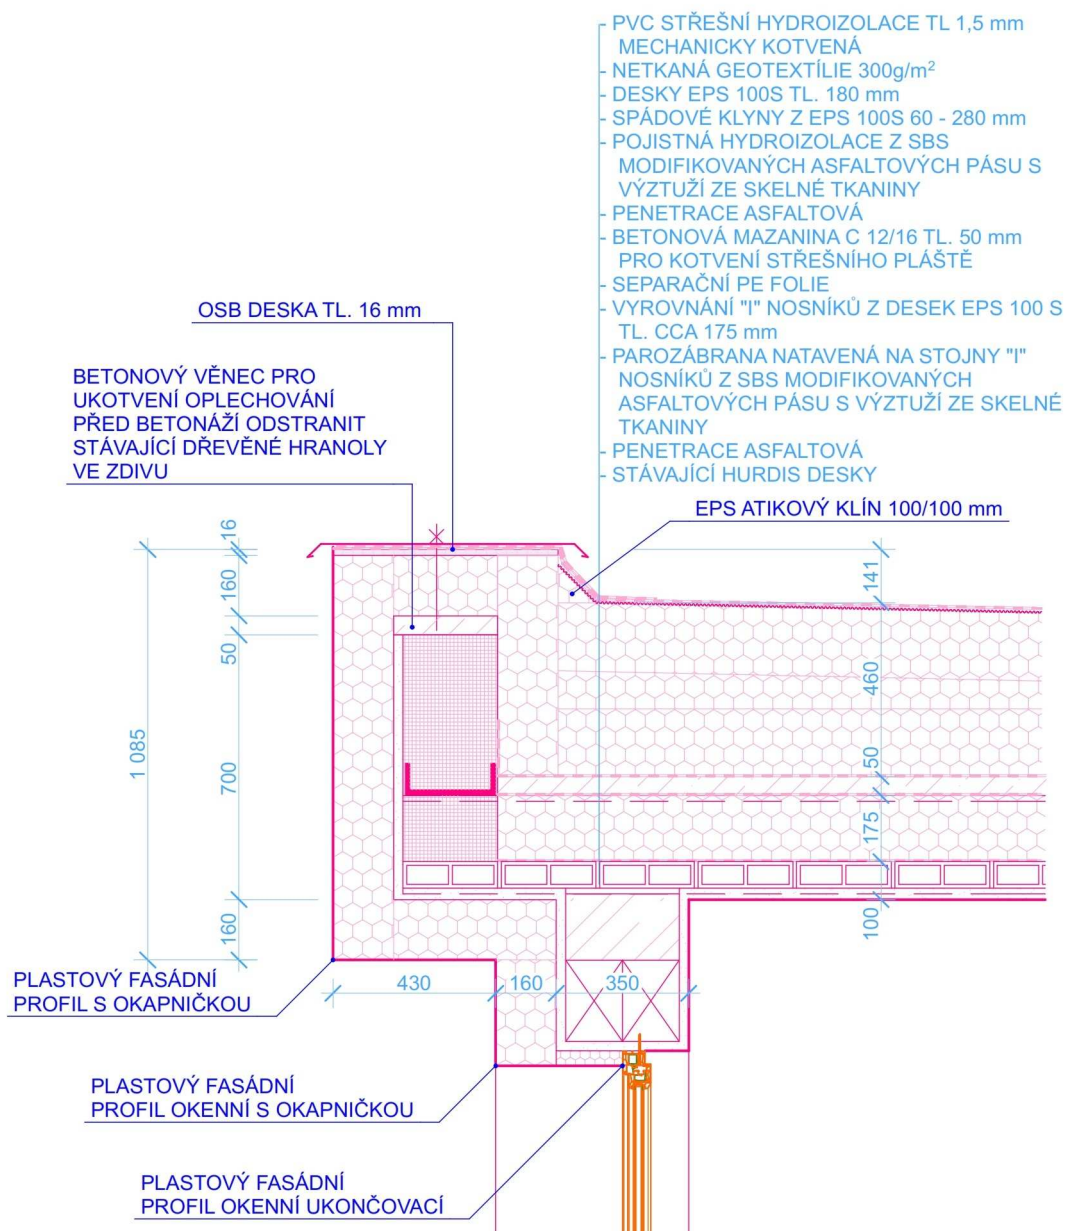 - PVC STŘEŠNÍ HYDROIZOLACE TL 1,5 mm
MECHANICKY KOTVENÁ
- NETKANÁ GEOTEXTÍLIE 300g/m²
- DESKY EPS 100S TL. 180 mm
- SPÁDOVÉ KLYNY Z EPS 100S 60 - 280 mm
- POJISTNÁ HYDROIZOLACE Z SBS
MODIFIKOVANÝCH ASFALTOVÝCH PÁSU S
VÝZTUŽÍ ZE SKELNÉ TKANINY
- PENETRACE ASFALTOVÁ
- BETONOVÁ MAZANINA C 12/16 TL. 50 mm
PRO KOTVENÍ STŘEŠNÍHO PLÁŠTĚ
- SEPARAČNÍ PE FOLIE
- VYROVNÁNÍ "I" NOSNÍKŮ Z DESEK EPS 100 S
TL. CCA 175 mm
- PAROZÁBRANA NATAVENÁ NA STOJNY "I"
NOSNÍKŮ Z SBS MODIFIKOVANÝCH
ASFALTOVÝCH PÁSU S VÝZTUŽÍ ZE SKELNÉ
TKANINY
- PENETRACE ASFALTOVÁ
- STÁVAJÍCÍ HURDIS DESKY
OSB DESKA TL. 16 mm
BETONOVÝ VĚNEC PRO
UKOTVENÍ OPLECHOVÁNÍ
PŘED BETONÁŽÍ ODSTRANIT
STÁVAJÍCÍ DŘEVĚNÉ HRANOLY
VE ZDIVU
EPS ATIKOVÝ KLÍN 100/100 mm
16
160
50
700
160
1 085
141
460
50
175
100
430
160
350
PLASTOVÝ FASÁDNÍ
PROFIL S OKAPNIČKOU
PLASTOVÝ FASÁDNÍ
PROFIL OKENNÍ S OKAPNIČKOU
PLASTOVÝ FASÁDNÍ
PROFIL OKENNÍ UKONČOVACÍ